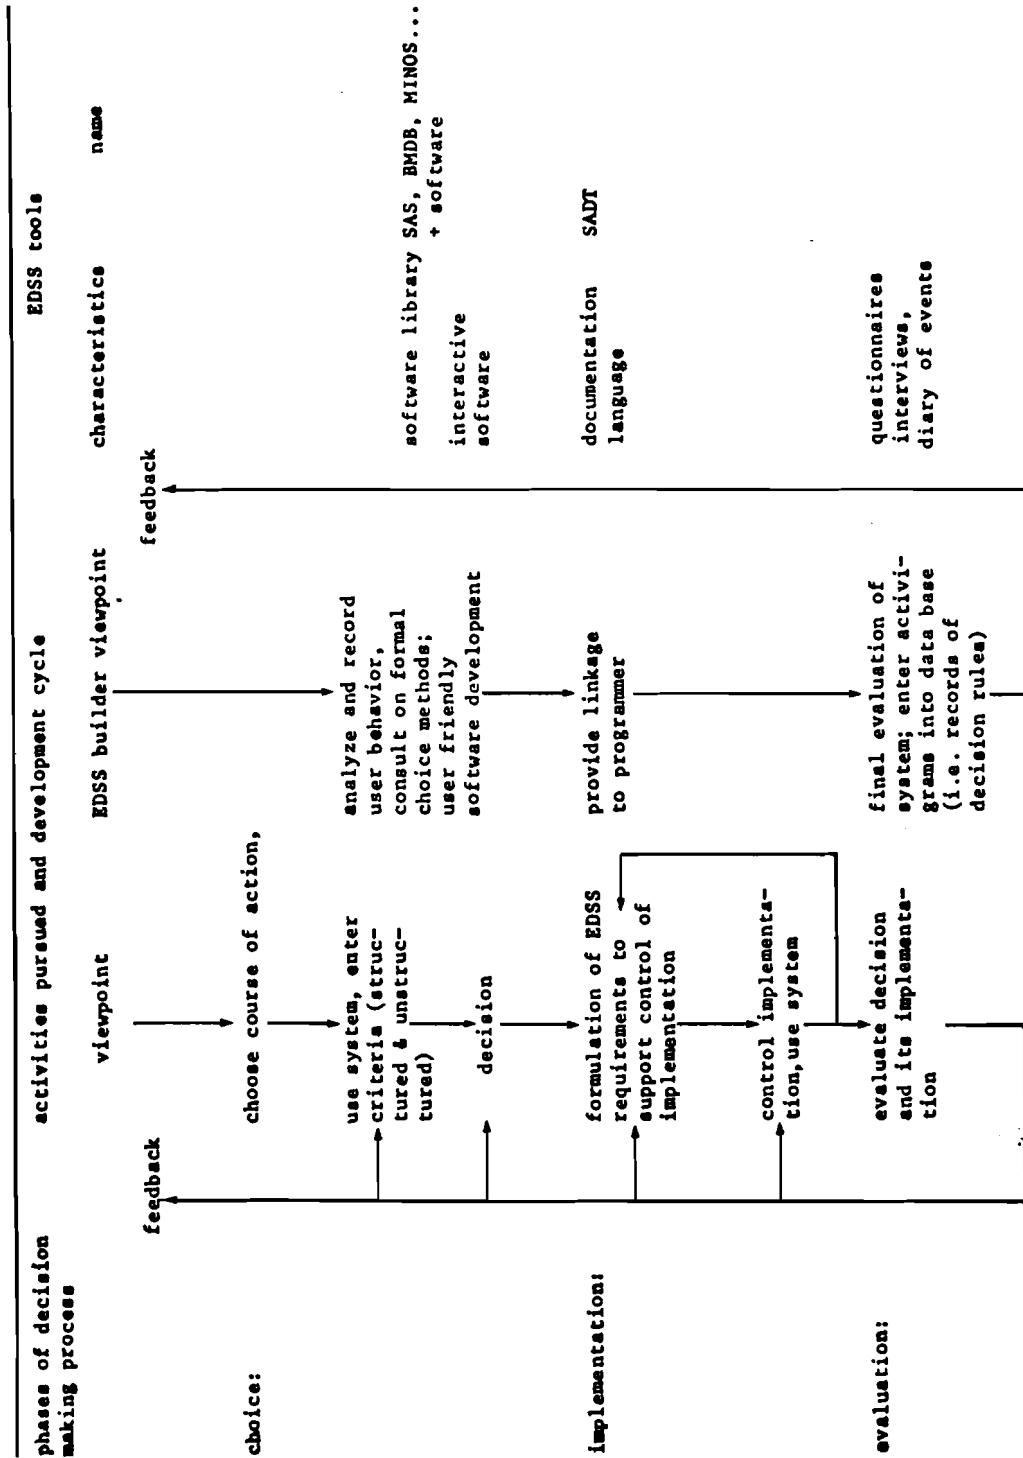 phases of decision
making process
activities pursued and development cycle
EDSS tools
viewpoint
EDSS builder viewpoint
characteristics
name
feedback
feedback
choice:
choose course of action,
use system, enter
criteria (struc-
tured & unstruc-
tured)
decision
analyze and record
user behavior,
consult on formal
choice methods;
user friendly
software development
software library SAS, BMDB, MINOS...
+ software
interactive
software
implementation:
formulation of EDSS
requirements to
support control of
implementation
control implementa-
tion,use system
provide linkage
to programmer
documentation
language
SADT
evaluation:
evaluate decision
and its implementa-
tion
final evaluation of
system; enter activi-
grams into data base
(i.e. records of
decision rules)
questionnaires
interviews,
diary of events